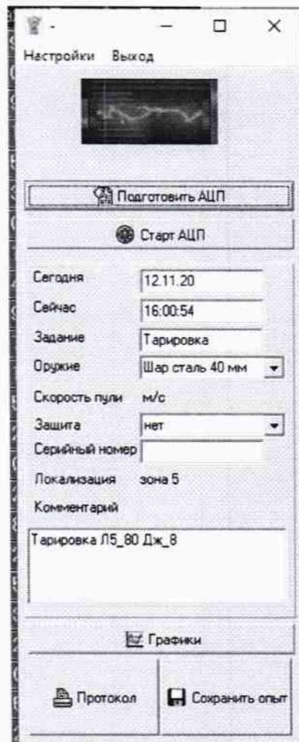 -
Настройки Выход
Подготовить АЦП
Старт АЦП
Сегодня 12.11.20
Сейчас 16:00:54
Задание Тарировка
Оружие Шар сталь 40 мм
Скорость пули м/с
Защита нет
Серийный номер
Локализация зона 5
Комментарий
Тарировка Л5_80 Дж_8
Графики
Протокол Сохранить опыт